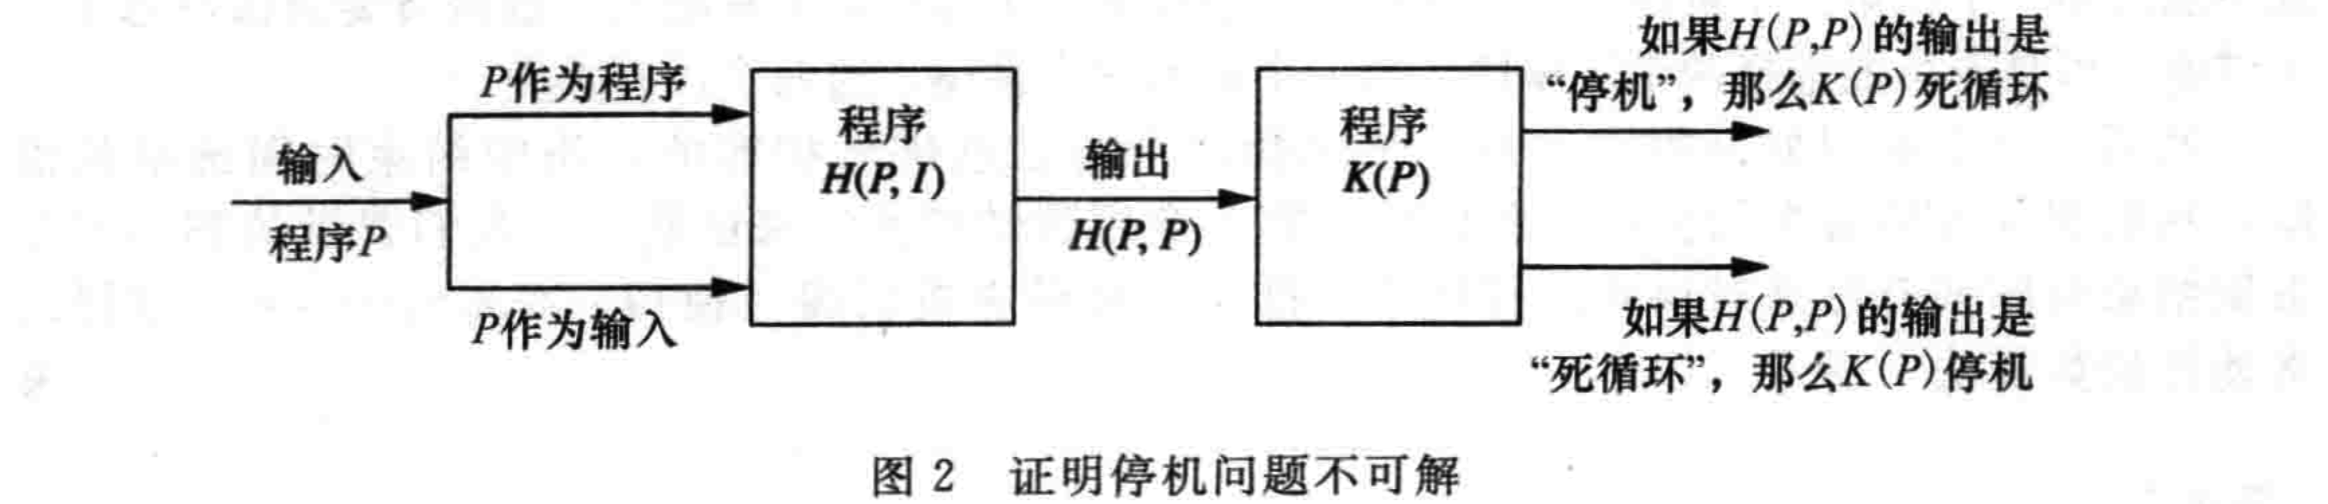 输入
程序P
P作为程序
P作为输入
程序
H(P, I)
输出
H(P, P)
程序
K(P)
如果H(P,P)的输出是
“停机”，那么K(P)死循环
如果H(P,P)的输出是
“死循环”，那么K(P)停机
图 2 证明停机问题不可解